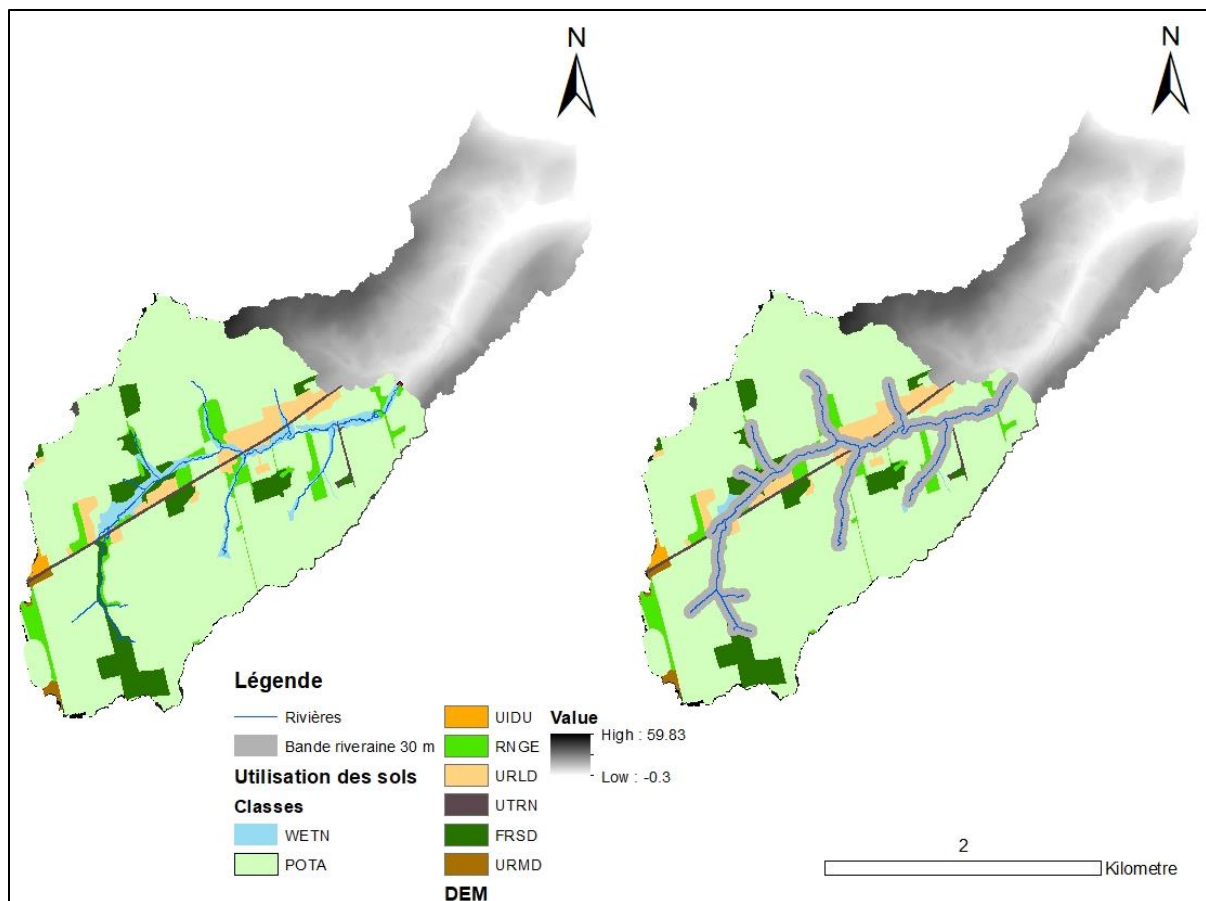 N
N
Légende
Rivières
Bande riveraine 30 m
Utilisation des sols
Classes
WETN
POTA
UIDU
RNGE
URLD
UTRN
FRSD
URMD
DEM
Value
High : 59.83
Low : -0.3
2
Kilometre